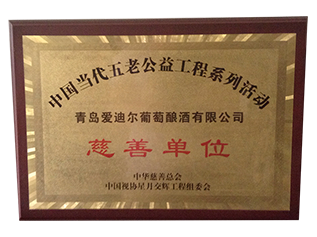 中国当代五老公益工程系列活动
青岛爱迪尔葡萄酿酒有限公司
慈善单位
中华慈善总会
中国视协星月交辉工程组委会